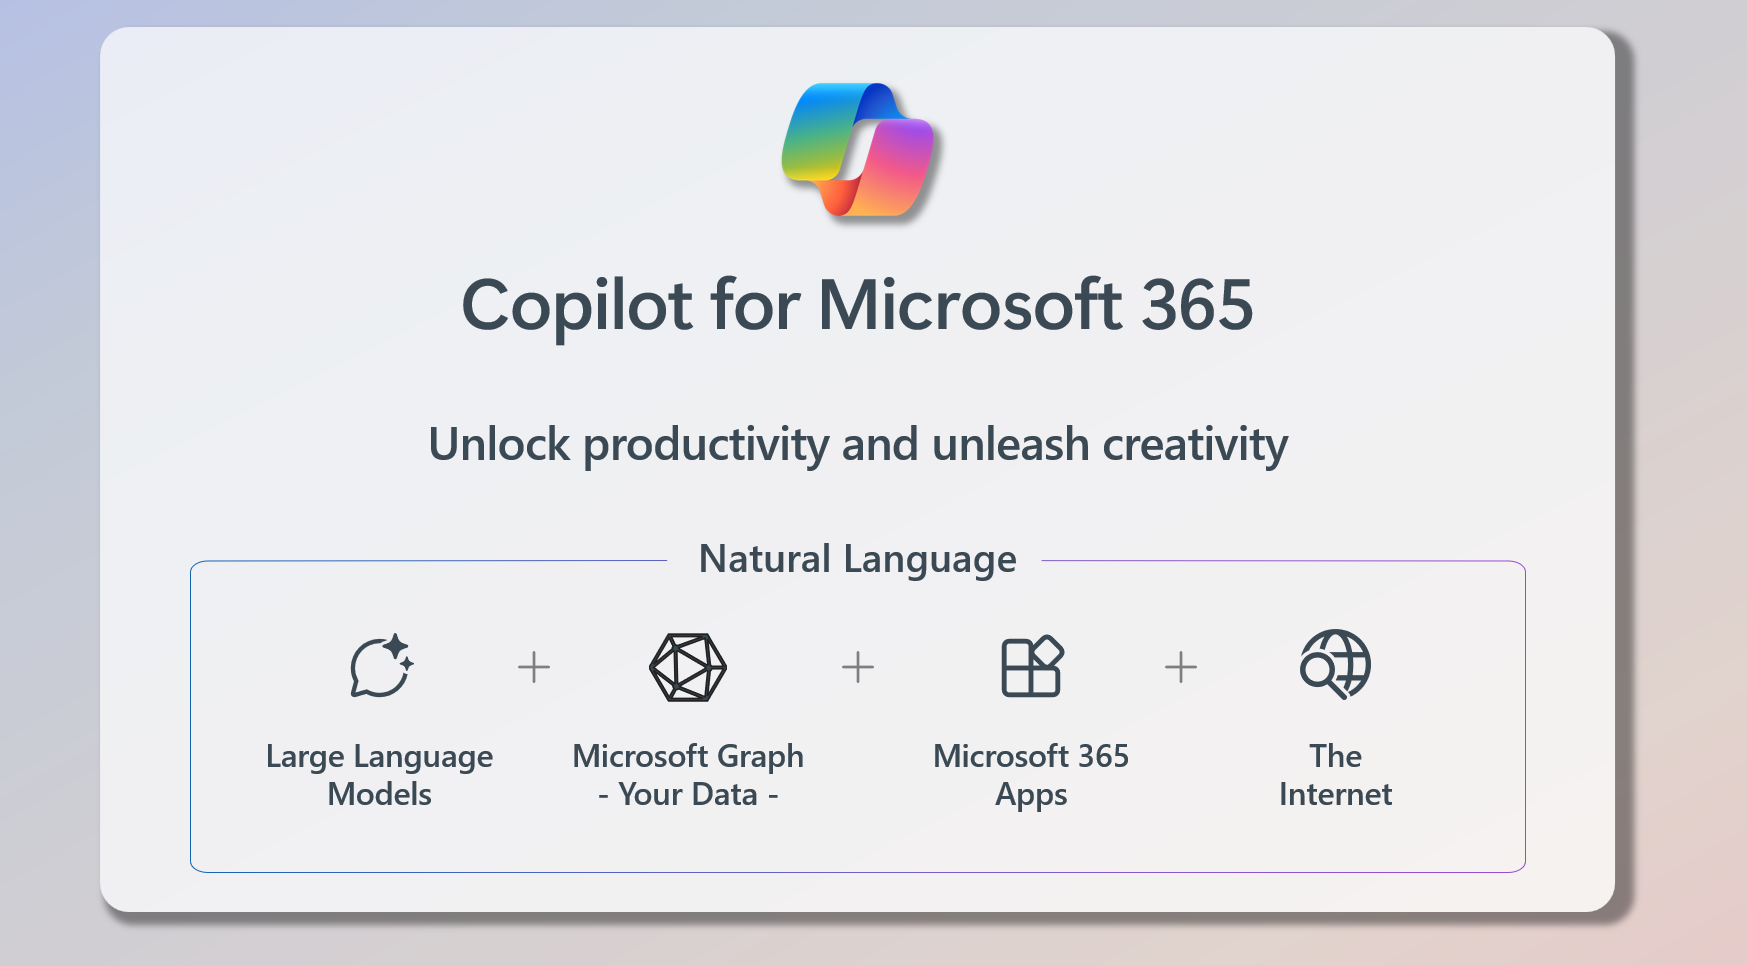 Copilot for Microsoft 365
Unlock productivity and unleash creativity
Natural Language
Large Language
Models
Microsoft Graph
- Your Data -
Microsoft 365
Apps
The
Internet